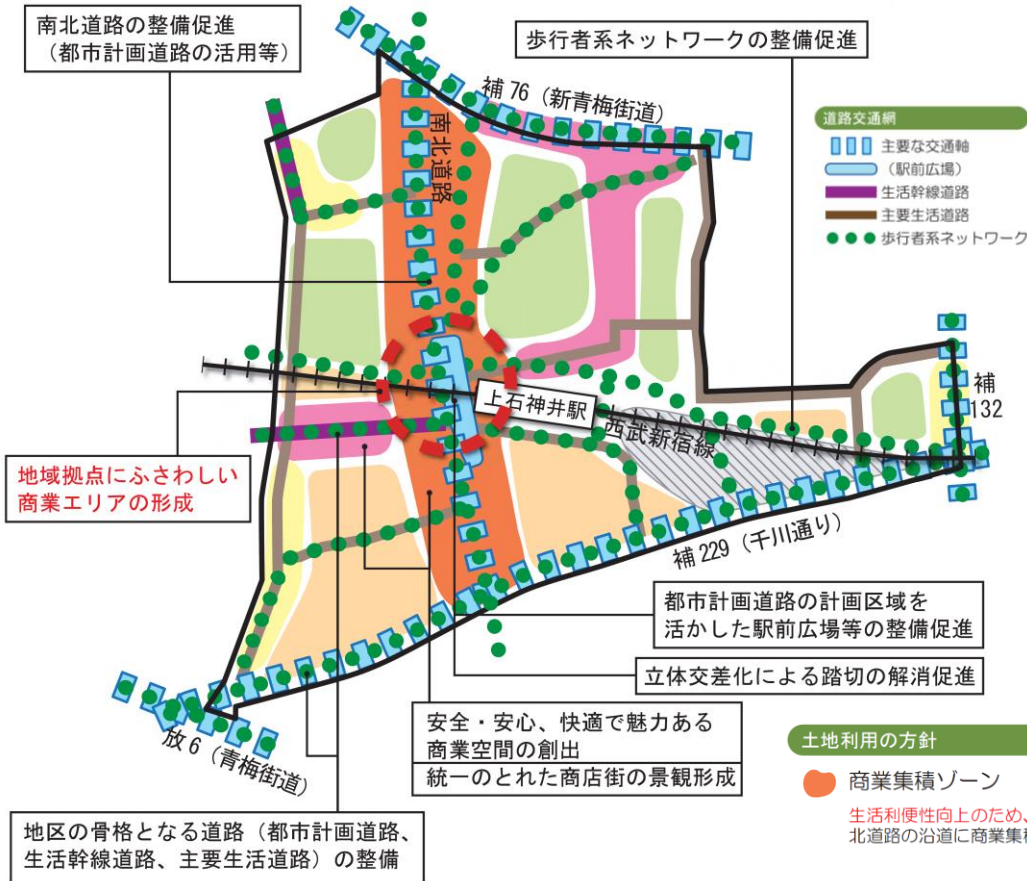 南北道路の整備促進
（都市計画道路の活用等）
歩行者系ネットワークの整備促進
補 76（新青梅街道）
南北道路
道路交通網
主要な交通軸
（駅前広場）
生活幹線道路
主要生活道路
歩行者系ネットワーク
補
132
上石神井駅
西武新宿線
地域拠点にふさわしい
商業エリアの形成
補 229（千川通り）
都市計画道路の計画区域を
活かした駅前広場等の整備促進
立体交差化による踏切の解消促進
安全・安心、快適で魅力ある
商業空間の創出
統一のとれた商店街の景観形成
放 6（青梅街道）
地区の骨格となる道路（都市計画道路、
生活幹線道路、主要生活道路）の整備
土地利用の方針
商業集積ゾーン
生活利便性向上のため、
北道路の沿道に商業集